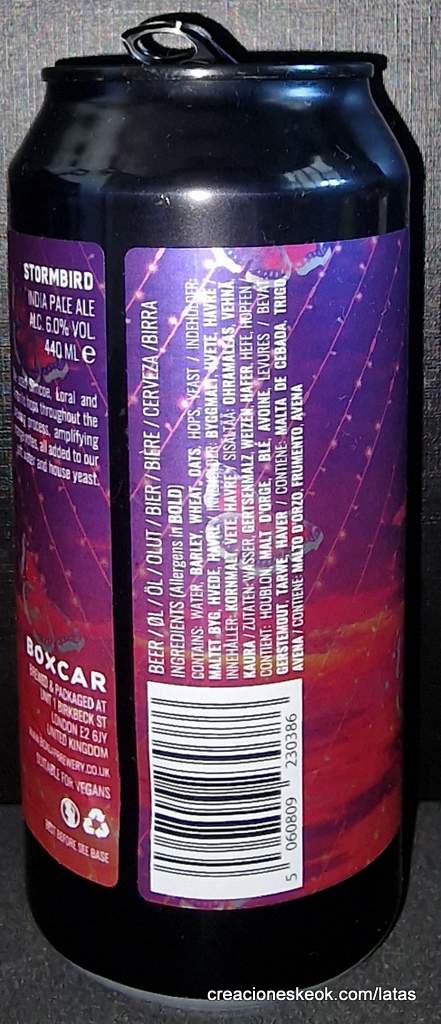 STORMBIRD
INDIA PALE ALE
ALC. 6.0% VOL
440 ML e
Loral and
hops throughout the
process, amplifying
all added to our
and house yeast.
BOXCAR
BREWED & PACKAGED AT
UNIT 1 BIRKBECK ST
LONDON E2 6JY
UNITED KINGDOM
SUITABLE FOR VEGANS
BEST BEFORE SEE BASE
BEER / ØL / ÖL / OLUT / BIER / BIÈRE / CERVEZA / BIRRA
INGREDIENTS (Allergens in BOLD)
CONTAINS: WATER, BARLEY, WHEAT, OATS, HOPS, YEAST / INDEHOLDER:
MALTET BYG, HVEDE, BYGGMALT, HVETE, HAVRE /
INNEHÅLLER: KORNMALT, VETE, HAVRE / SISÄLTÄÄ: OHRAMALLAS, VEHNÄ,
KAURA / ZUTATEN: WASSER, GERTSENMALZ, WEIZEN, HAFER, HEFE, HOPFEN /
CONTIENT: HOUBLON, MALT D'ORGE, BLÉ, AVOINE, LEVURES / BEVAT
GERSTEMOUT, TARWE, HAVER / CONTIENE: MALTA DE CEBADA, TRIGO
AVENA / CONTIENE: MALTO D'ORZO, FRUMENTO, AVENA
5 060809 230386
creacioneskeok.com/latas